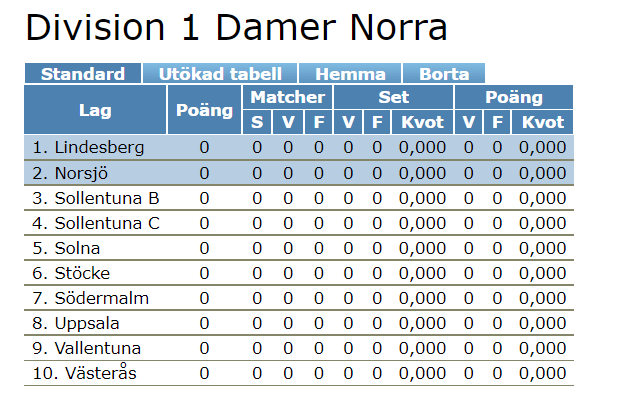 Division 1 Damer Norra
Standard Utökad tabell Hemma Borta
Lag Poäng Matcher Set Poäng
S V F V F Kvot V F Kvot
1. Lindesberg 0 0 0 0 0 0 0,000 0 0 0,000
2. Norsjö 0 0 0 0 0 0 0,000 0 0 0,000
3. Sollentuna B 0 0 0 0 0 0 0,000 0 0 0,000
4. Sollentuna C 0 0 0 0 0 0 0,000 0 0 0,000
5. Solna 0 0 0 0 0 0 0,000 0 0 0,000
6. Stöcke 0 0 0 0 0 0 0,000 0 0 0,000
7. Södermalm 0 0 0 0 0 0 0,000 0 0 0,000
8. Uppsala 0 0 0 0 0 0 0,000 0 0 0,000
9. Vallentuna 0 0 0 0 0 0 0,000 0 0 0,000
10. Västerås 0 0 0 0 0 0 0,000 0 0 0,000